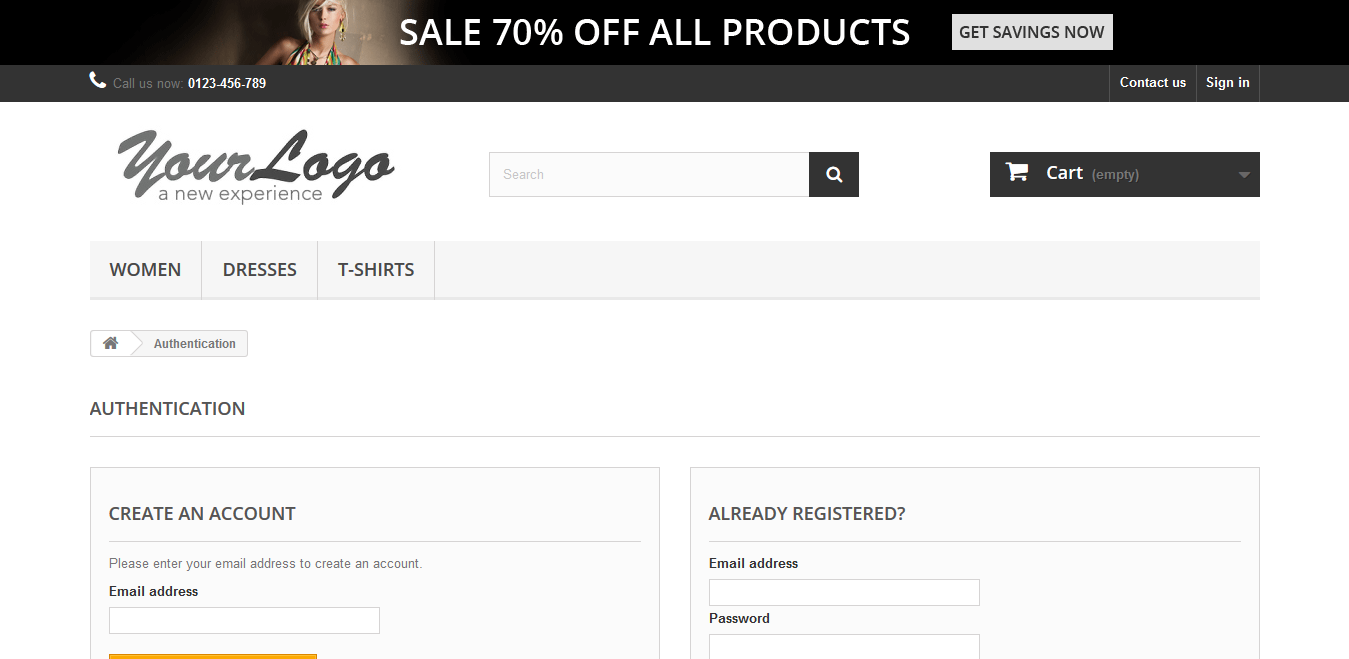 SALE 70% OFF ALL PRODUCTS GET SAVINGS NOW
Call us now: 0123-456-789 Contact us Sign in
YourLogo
a new experience
Search
Cart (empty)
WOMEN DRESSES T-SHIRTS
Authentication
AUTHENTICATION
CREATE AN ACCOUNT
Please enter your email address to create an account.
Email address
ALREADY REGISTERED?
Email address
Password